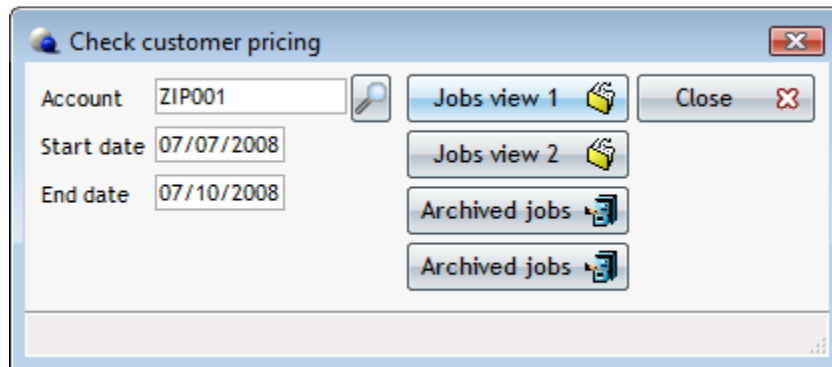 Check customer pricing
Account ZIP001 Jobs view 1 Close
Start date 07/07/2008 Jobs view 2
End date 07/10/2008 Archived jobs
Archived jobs